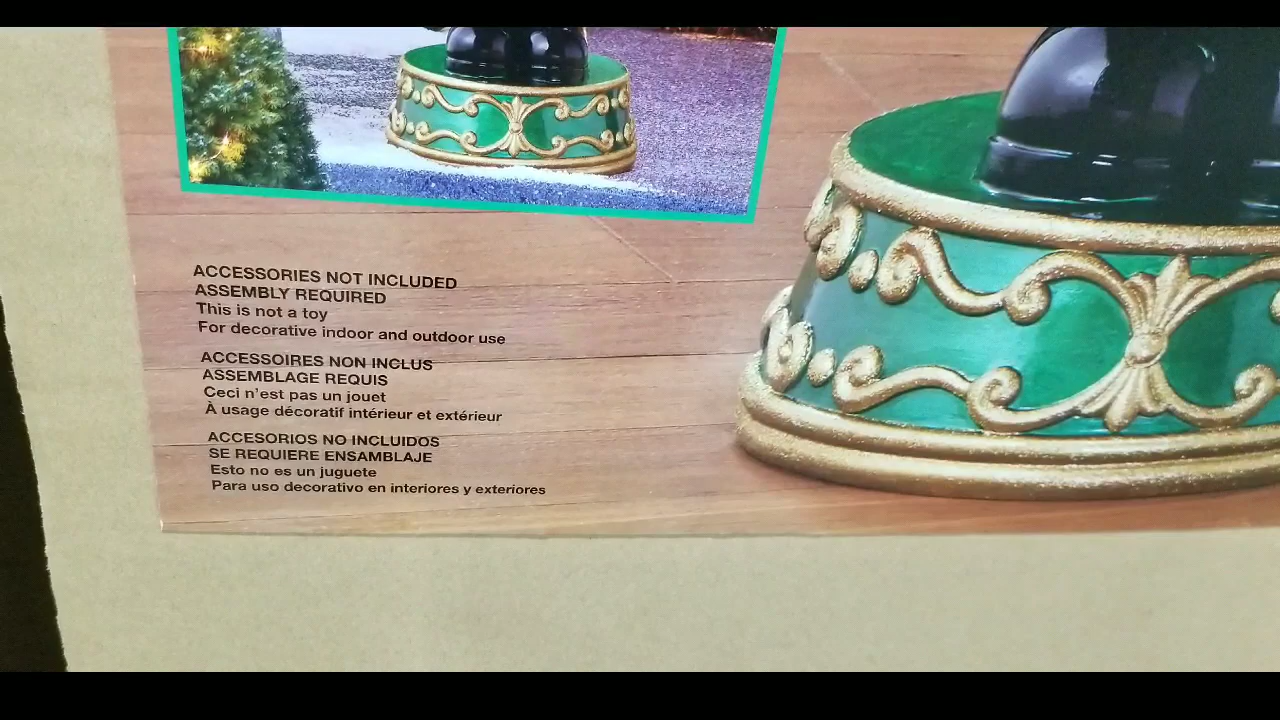 ACCESSORIES NOT INCLUDED
ASSEMBLY REQUIRED
This is not a toy
For decorative indoor and outdoor use
ACCESSOIRES NON INCLUS
ASSEMBLAGE REQUIS
Ceci n'est pas un jouet
À usage décoratif intérieur et extérieur
ACCESORIOS NO INCLUIDOS
SE REQUIERE ENSAMBLAJE
Esto no es un juguete
Para uso decorativo en interiores y exteriores